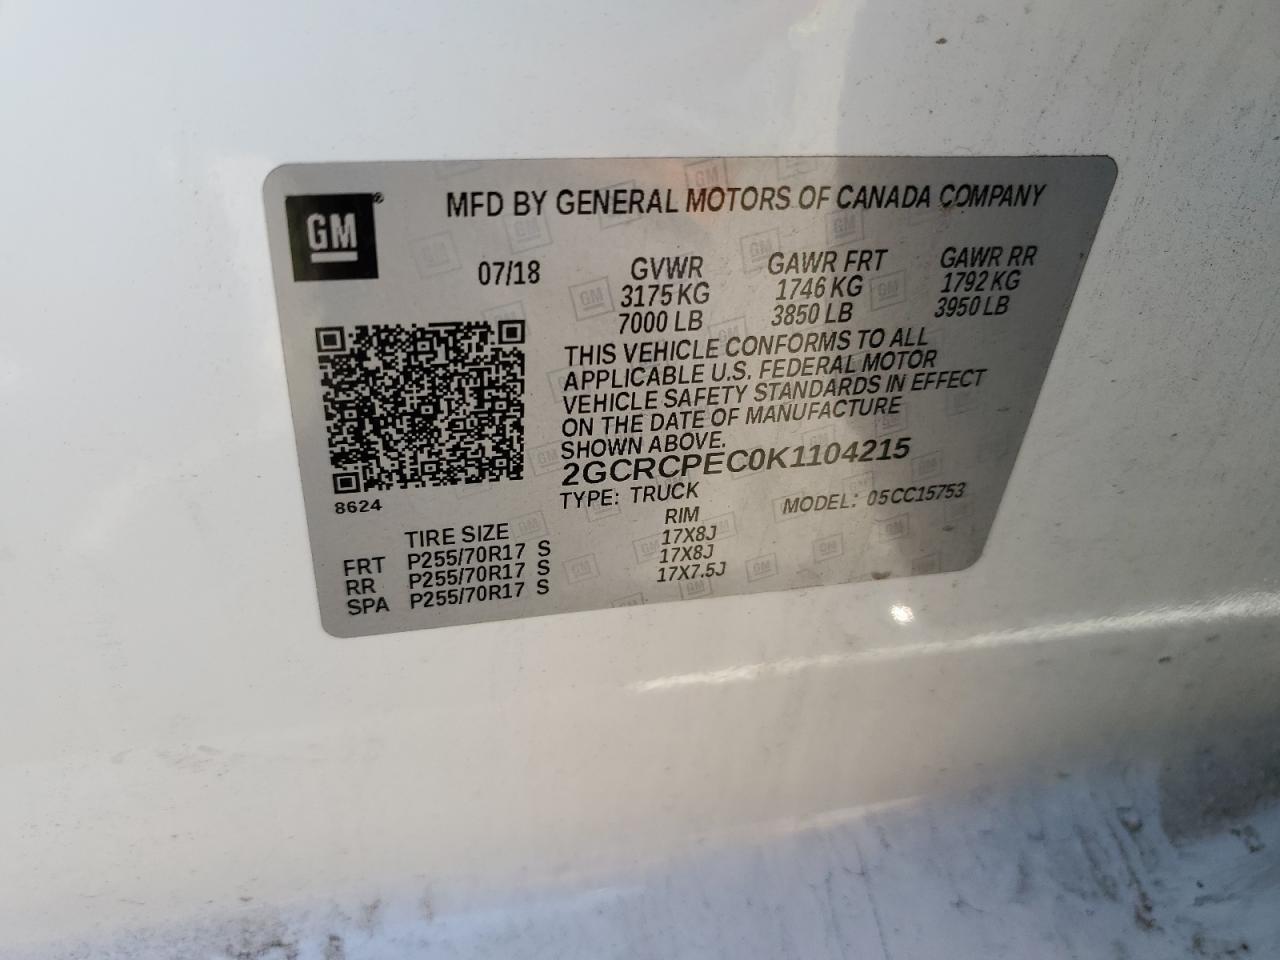 GM
MFD BY GENERAL MOTORS OF CANADA COMPANY
07/18
GVWR GAWR FRT GAWR RR
3175 KG 1746 KG 1792 KG
7000 LB 3850 LB 3950 LB
THIS VEHICLE CONFORMS TO ALL
APPLICABLE U.S. FEDERAL MOTOR
VEHICLE SAFETY STANDARDS IN EFFECT
ON THE DATE OF MANUFACTURE
SHOWN ABOVE.
2GCRCPEC0K1104215
8624
TYPE: TRUCK MODEL: 05CC15753
TIRE SIZE RIM
FRT P255/70R17 S 17X8J
RR P255/70R17 S 17X8J
SPA P255/70R17 S 17X7.5J